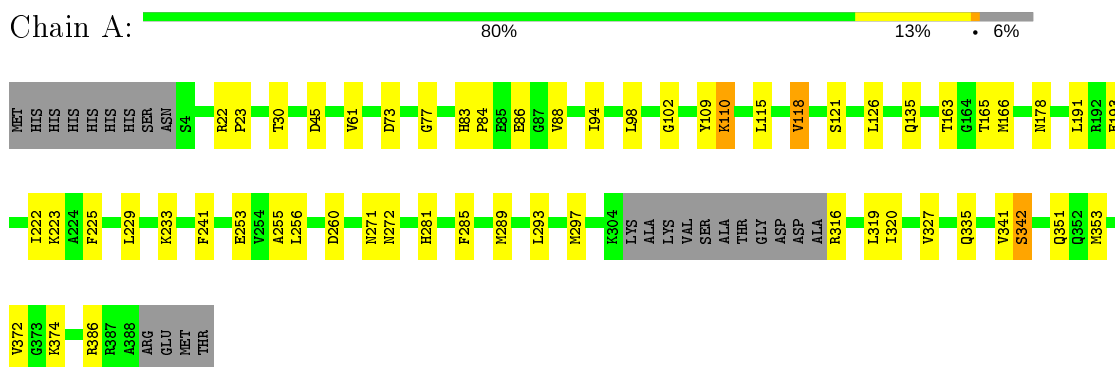 Chain A:
80% 13% • 6%
MET HIS HIS HIS HIS HIS HIS SER ASN S4 R22 P23 T30 D45 V61 D73 G77 H83 P84 E85 E86 G87 V88 I94 L98 G102 Y109 K110 L115 V118 S121 L126 Q135 T163 G164 T165 M166 N178 L191 R192
I222 K223 A224 F225 L229 K233 F241 E253 V254 A255 L256 D260 N271 N272 H281 F285 M289 L293 M297 K304 LYS ALA LYS VAL SER ALA THR GLY ASP ASP ALA R316 L319 I320 V327 Q335 V341 S342 Q351 Q352 M353
V372 G373 K374 R386 R387 A388 ARG GLU MET THR